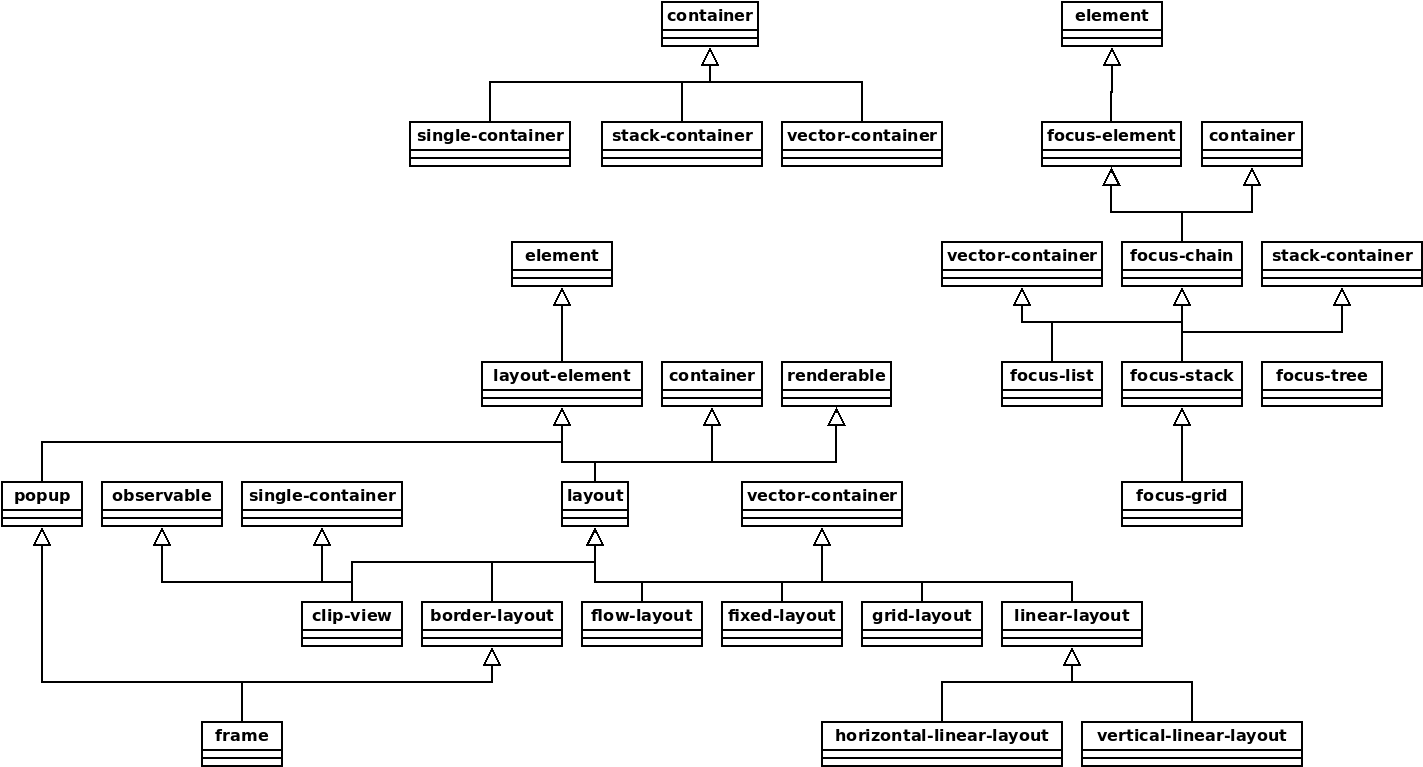 container
element
single-container
stack-container
vector-container
focus-element
container
element
vector-container
focus-chain
stack-container
layout-element
container
renderable
focus-list
focus-stack
focus-tree
popup
observable
single-container
layout
vector-container
focus-grid
clip-view
border-layout
flow-layout
fixed-layout
grid-layout
linear-layout
frame
horizontal-linear-layout
vertical-linear-layout